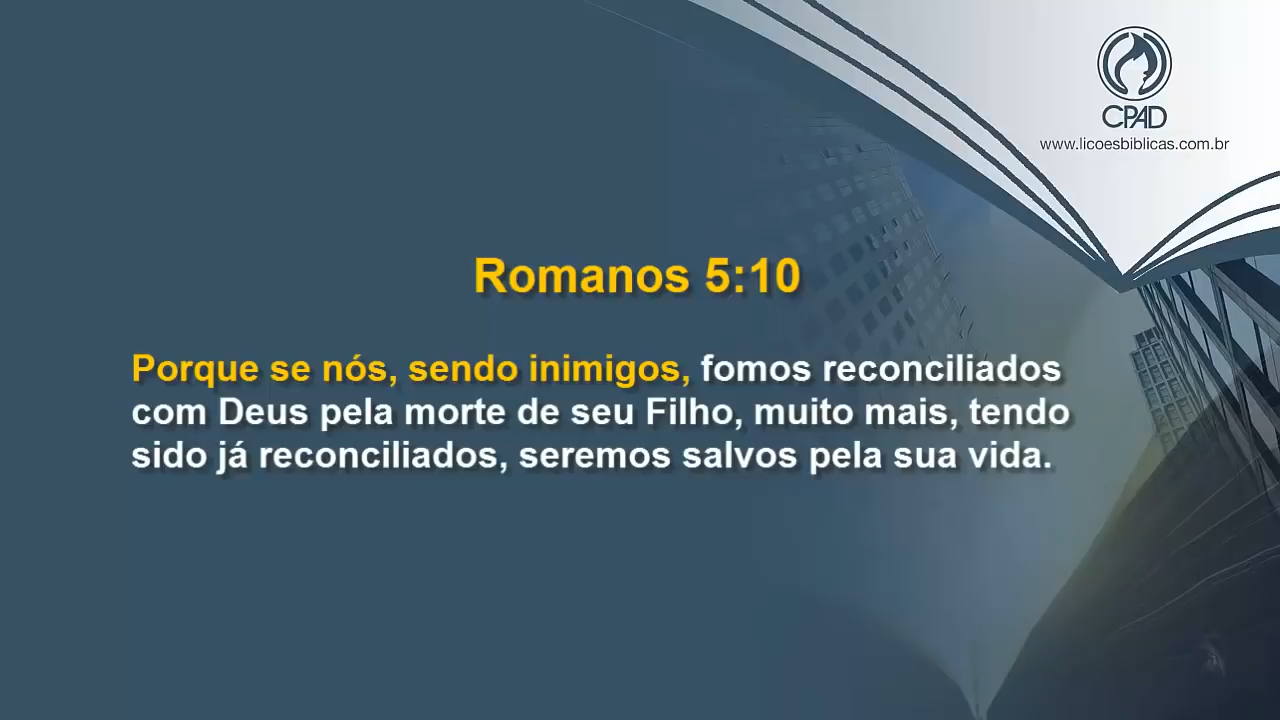 CPAD
www.licoesbiblicas.com.br
Romanos 5:10
Porque se nós, sendo inimigos, fomos reconciliados
com Deus pela morte de seu Filho, muito mais, tendo
sido já reconciliados, seremos salvos pela sua vida.